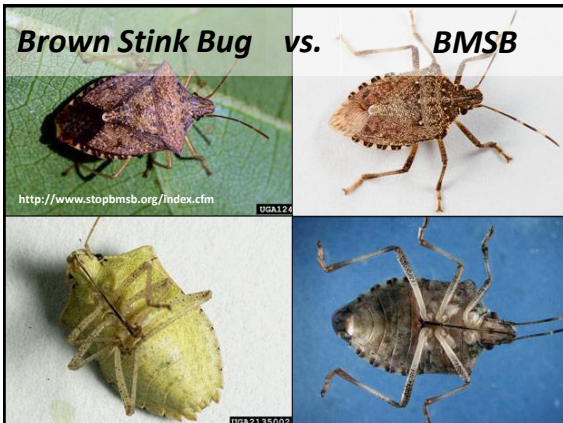 Brown Stink Bug vs. BMSB
http://www.stopbmsb.org/index.cfm
UGA124
UGA2135002